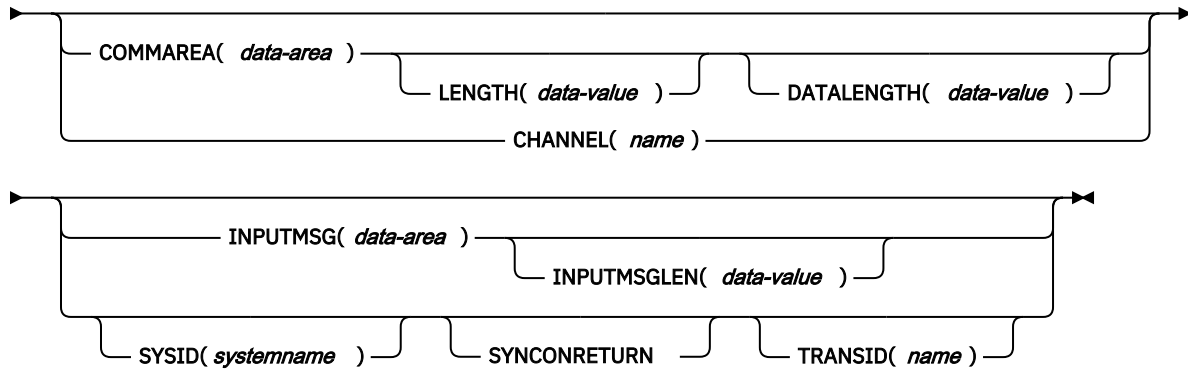 COMMAREA( data-area )
LENGTH( data-value ) DATALENGTH( data-value )
CHANNEL( name )
INPUTMSG( data-area )
INPUTMSGLEN( data-value )
SYSID( systemname ) SYNCONRETURN TRANSID( name )